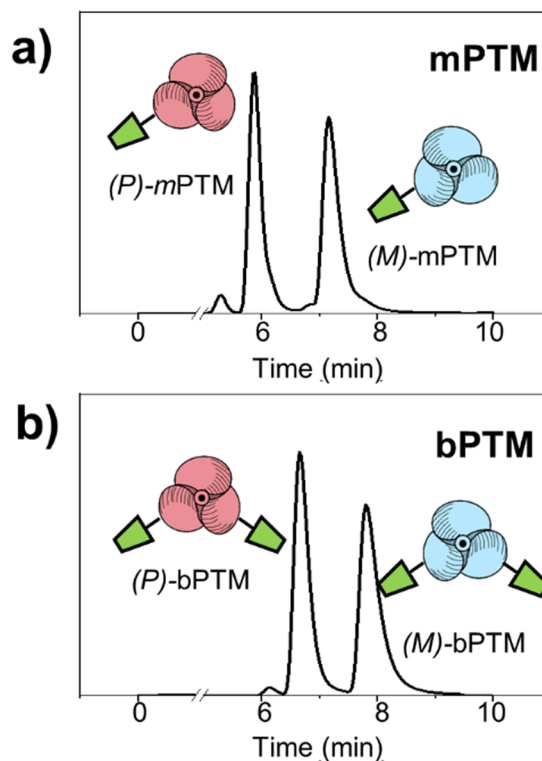 a)
mPTM
(P)-mPTM
(M)-mPTM
0 6 8 10
Time (min)
b)
bPTM
(P)-bPTM
(M)-bPTM
0 6 8 10
Time (min)